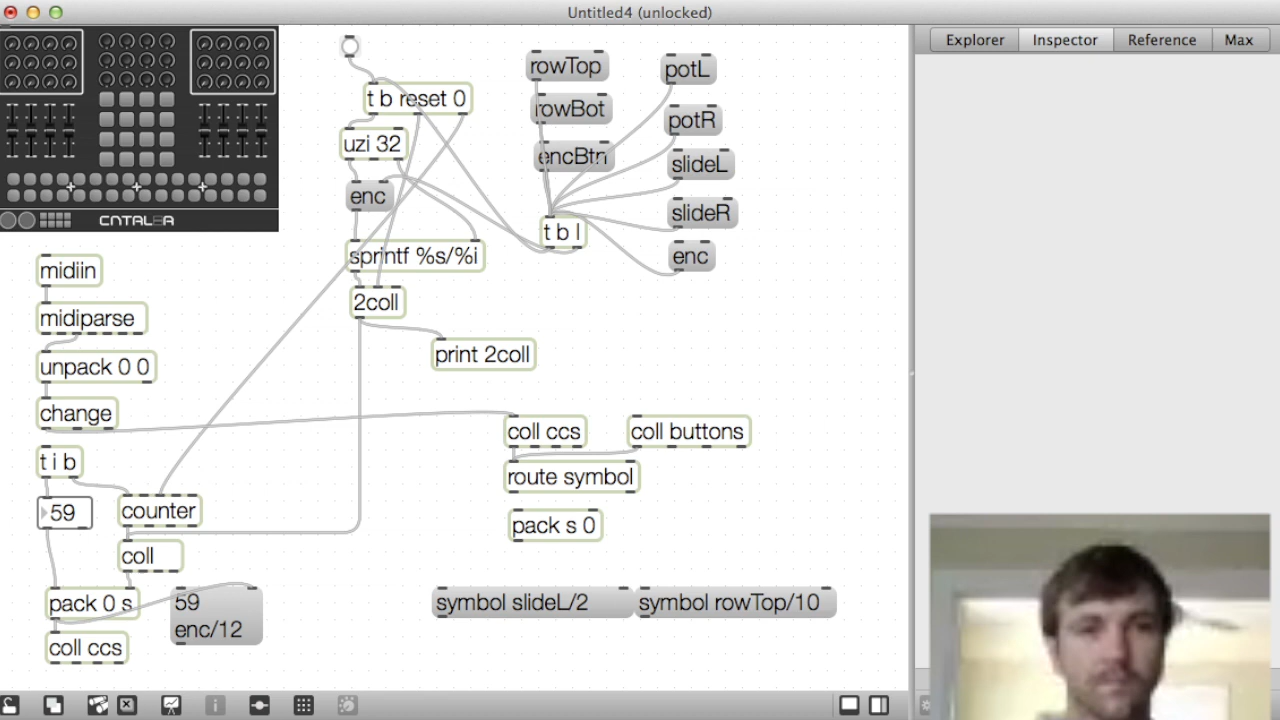 Untitled4 (unlocked)
Explorer
Inspector
Reference
Max
CNTRL:R
t b reset 0
uzi 32
enc
sprintf %s/%i
2coll
print 2coll
rowTop
rowBot
encBtn
potL
potR
slideL
slideR
enc
t b l
midiin
midiparse
unpack 0 0
change
t i b
59
counter
coll
pack 0 s
coll ccs
59
enc/12
coll ccs
coll buttons
route symbol
pack s 0
symbol slideL/2
symbol rowTop/10